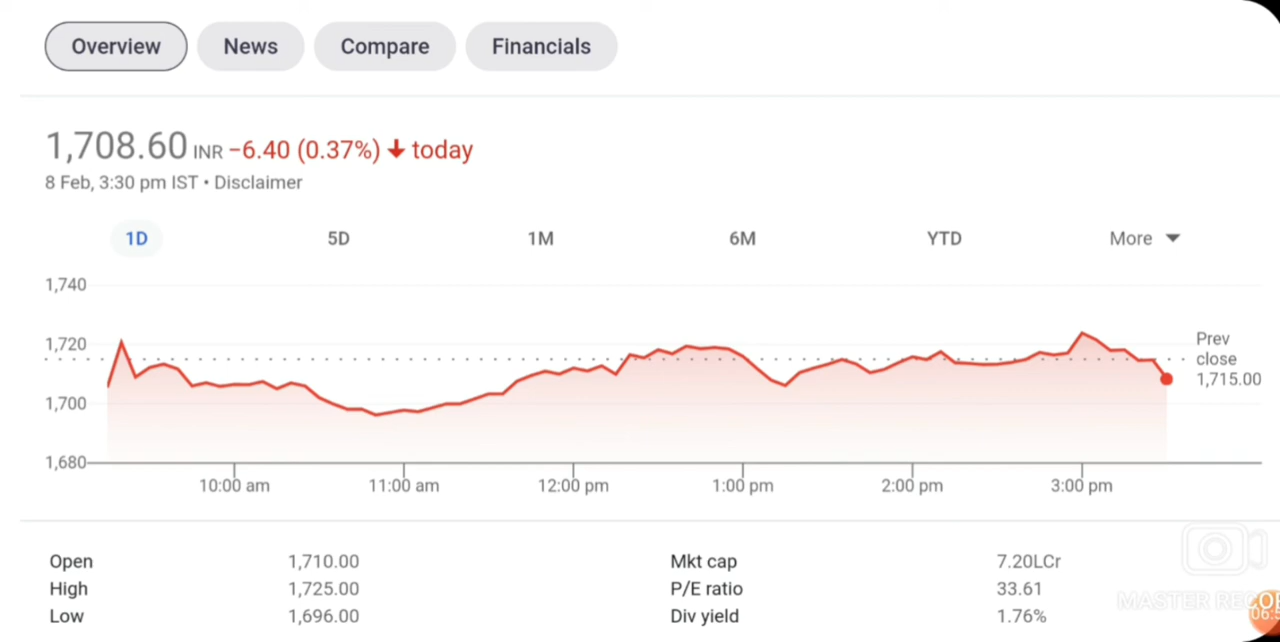 Overview News Compare Financials
1,708.60 INR −6.40 (0.37%) today
8 Feb, 3:30 pm IST • Disclaimer
1D 5D 1M 6M YTD More
1,740
1,720
1,700
1,680
Prev
close
1,715.00
10:00 am 11:00 am 12:00 pm 1:00 pm 2:00 pm 3:00 pm
Open 1,710.00 Mkt cap 7.20LCr
High 1,725.00 P/E ratio 33.61
Low 1,696.00 Div yield 1.76%
MASTER